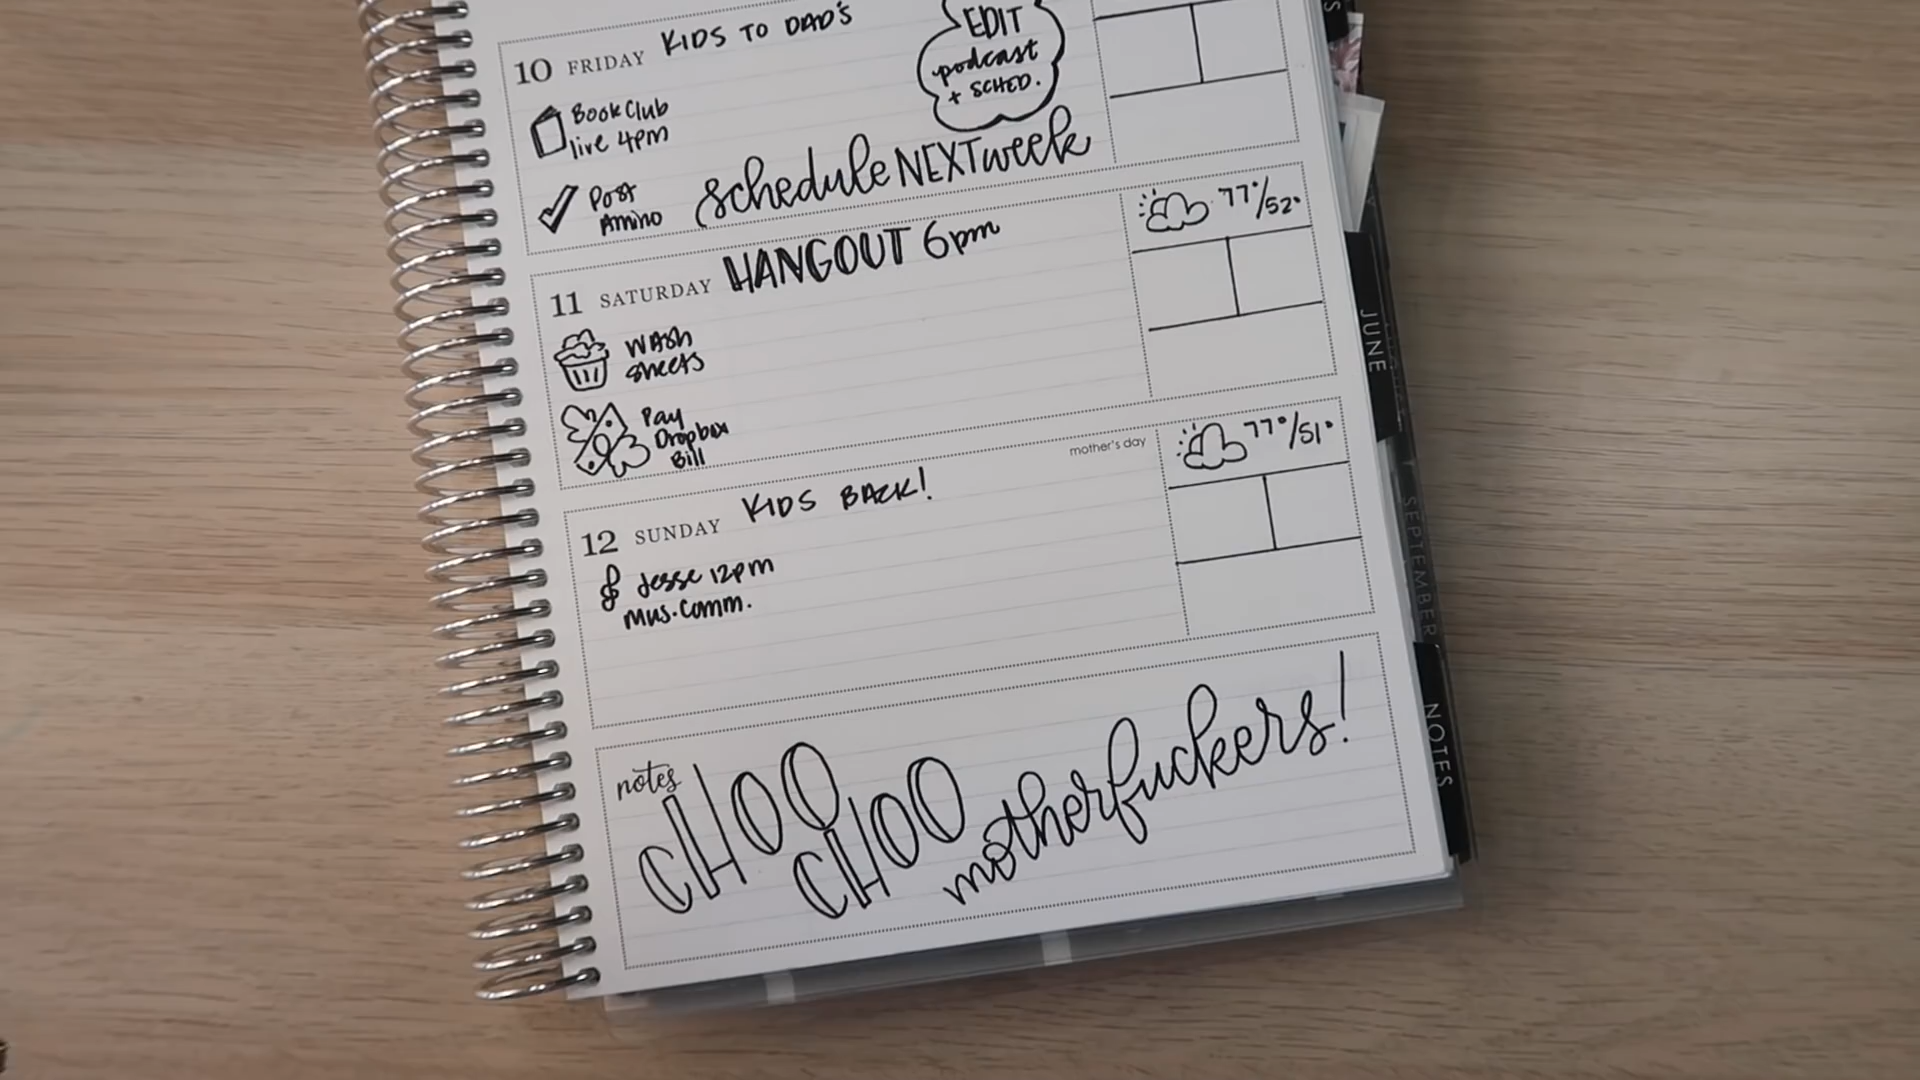 10 FRIDAY KIDS TO DAD'S
EDIT
podcast
+ SCHED.
Book Club
live 4pm
Post
Amino
schedule NEXT week
11 SATURDAY HANGOUT 6pm
77°/52°
Wash
sheets
Pay
Dropbox
Bill
mother's day
12 SUNDAY KIDS BACK!
77°/51°
Jesse 12pm
Mus. Comm.
notes
CHOO
CHOO
motherfuckers!
JUNE
SEPTEMBER
NOTES